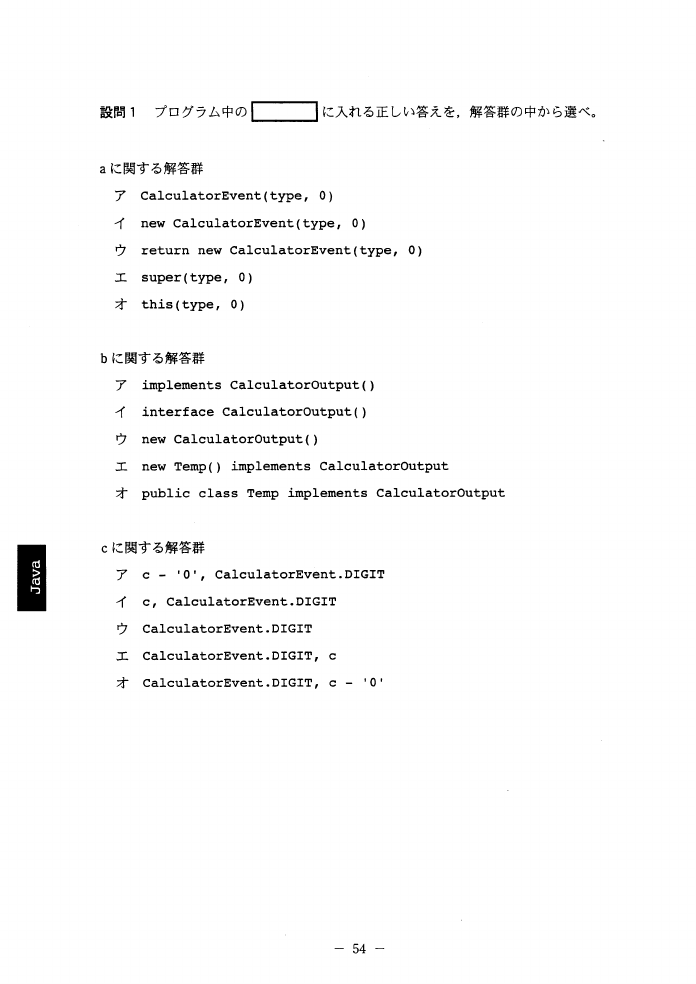 設問1 プログラム中の　　　に入れる正しい答えを，解答群の中から選べ。
aに関する解答群
ア CalculatorEvent(type, 0)
イ new CalculatorEvent(type, 0)
ウ return new CalculatorEvent(type, 0)
エ super(type, 0)
オ this(type, 0)
bに関する解答群
ア implements CalculatorOutput()
イ interface CalculatorOutput()
ウ new CalculatorOutput()
エ new Temp() implements CalculatorOutput
オ public class Temp implements CalculatorOutput
cに関する解答群
ア c - '0', CalculatorEvent.DIGIT
イ c, CalculatorEvent.DIGIT
ウ CalculatorEvent.DIGIT
エ CalculatorEvent.DIGIT, c
オ CalculatorEvent.DIGIT, c - '0'
Java
— 54 —